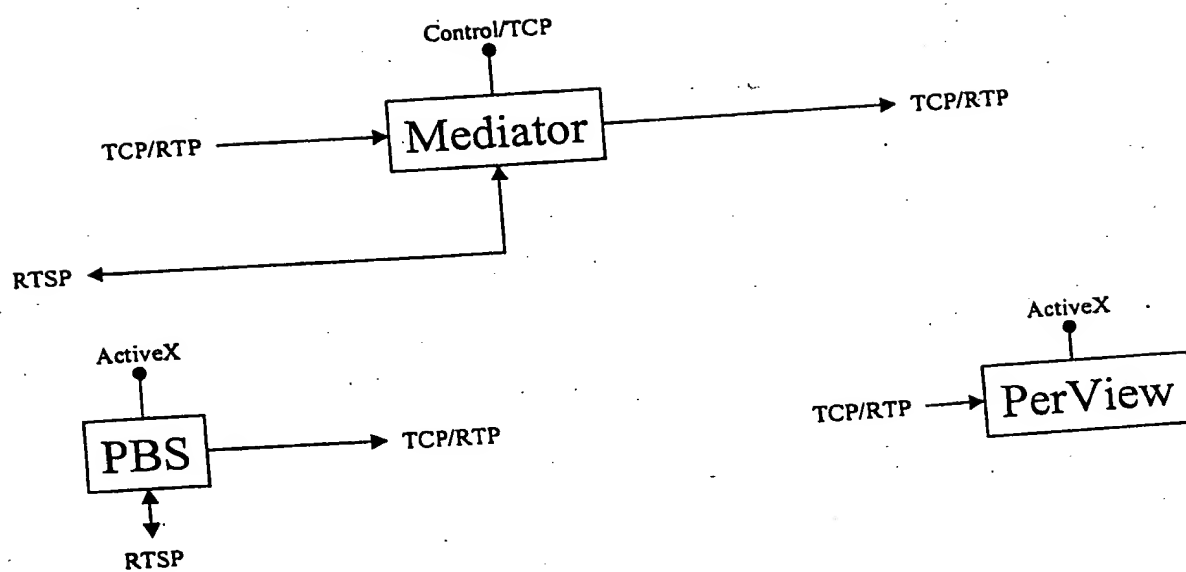 Control/TCP
Mediator
TCP/RTP
TCP/RTP
RTSP
ActiveX
PBS
TCP/RTP
RTSP
ActiveX
TCP/RTP
PerView